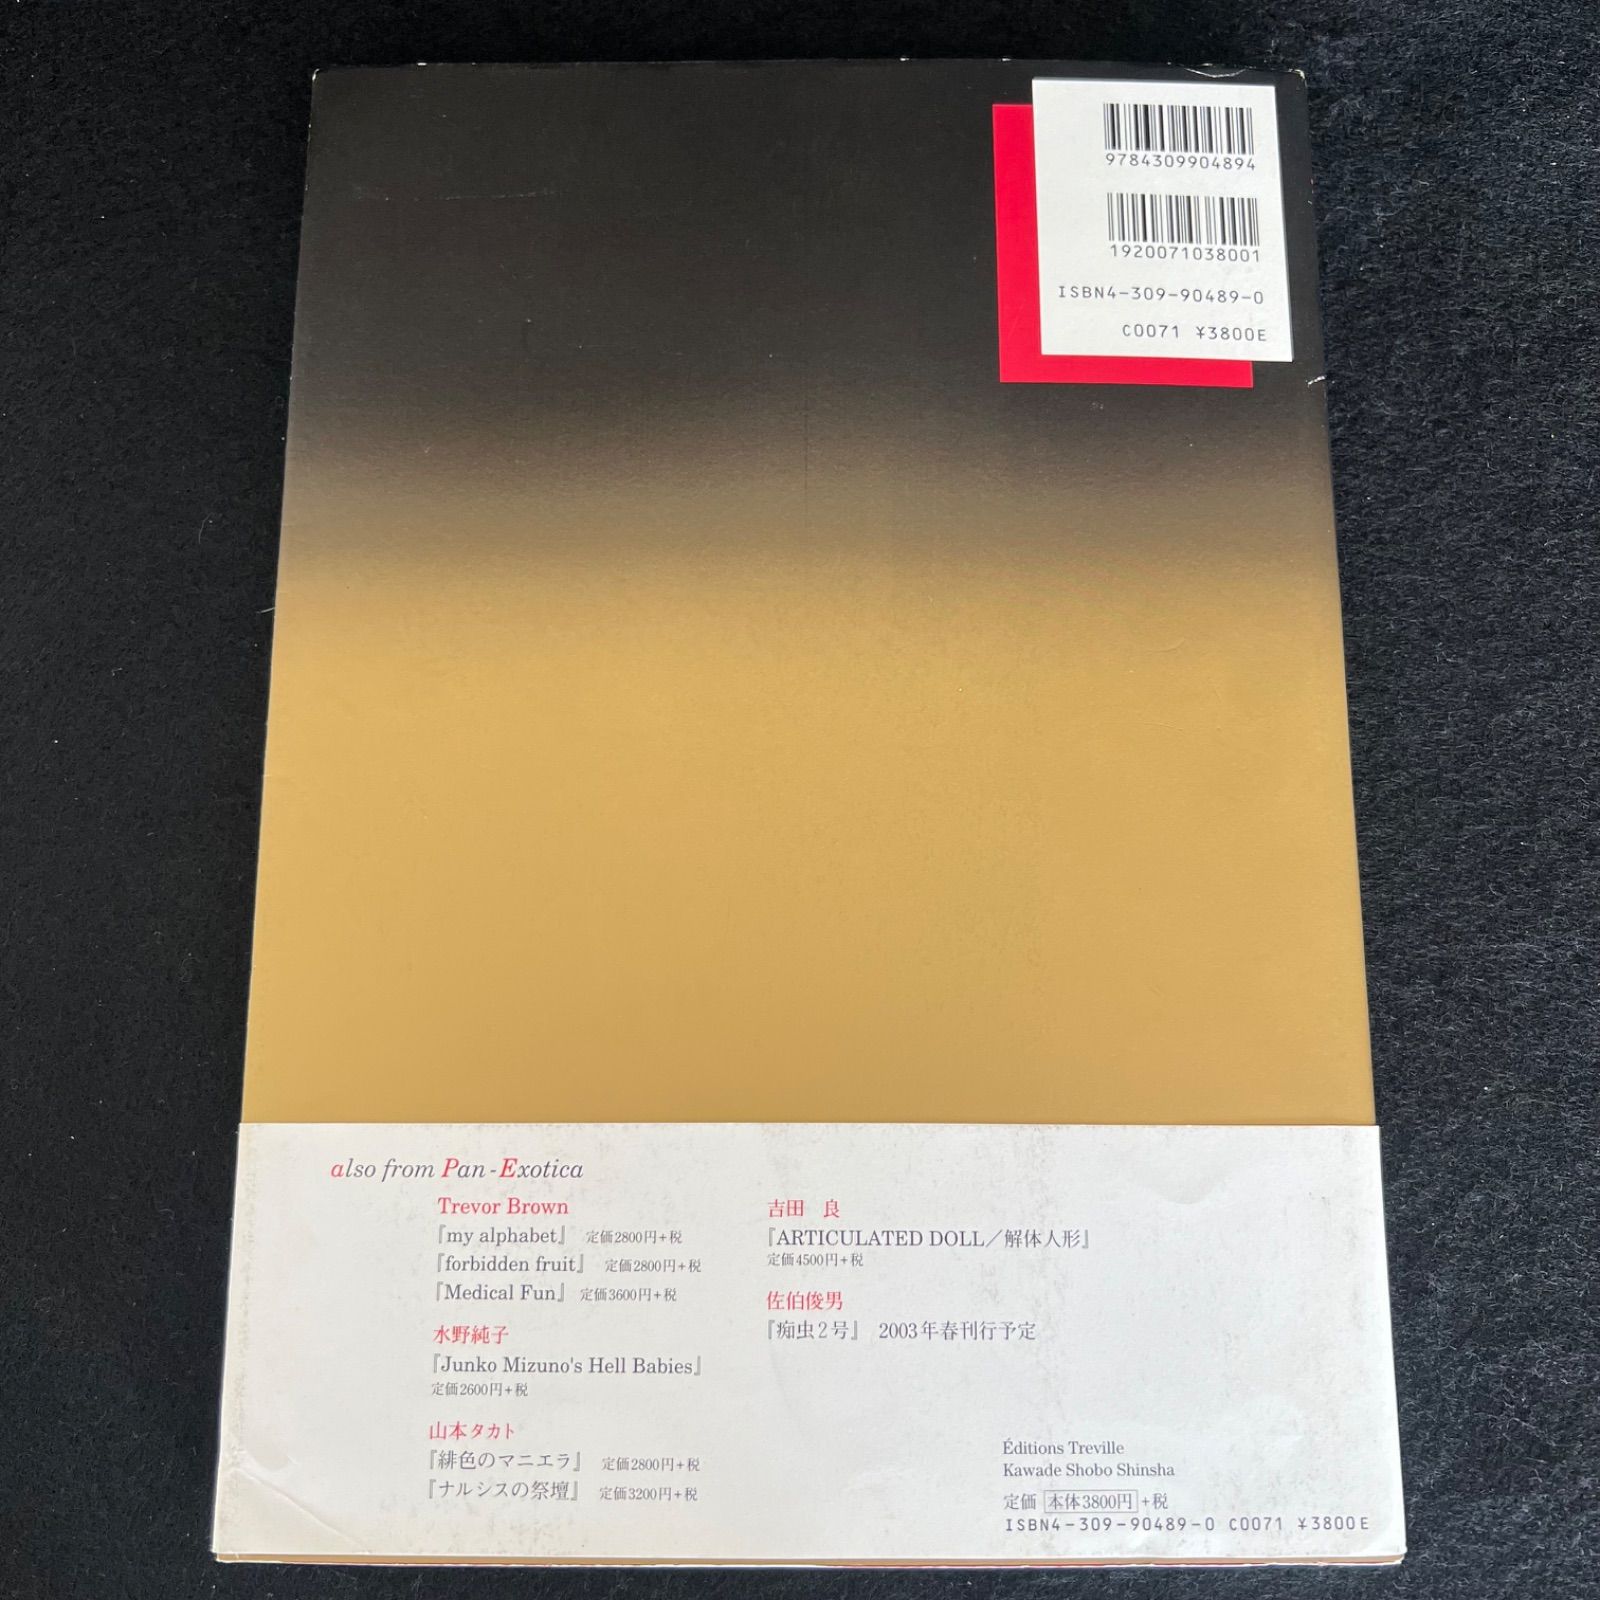 9784309904894
1920071038001
ISBN4-309-90489-0
C0071 ¥3800E
also from Pan-Exotica
Trevor Brown
『my alphabet』 定価2800円+税
『forbidden fruit』 定価2800円+税
『Medical Fun』 定価3600円+税
水野純子
『Junko Mizuno's Hell Babies』
定価2600円+税
山本タカト
『緋色のマニエラ』 定価2800円+税
『ナルシスの祭壇』 定価3200円+税
吉田 良
『ARTICULATED DOLL／解体人形』
定価4500円+税
佐伯俊男
『痴虫2号』 2003年春刊行予定
Éditions Treville
Kawade Shobo Shinsha
定価 本体3800円 +税
ISBN4-309-90489-0 C0071 ¥3800E